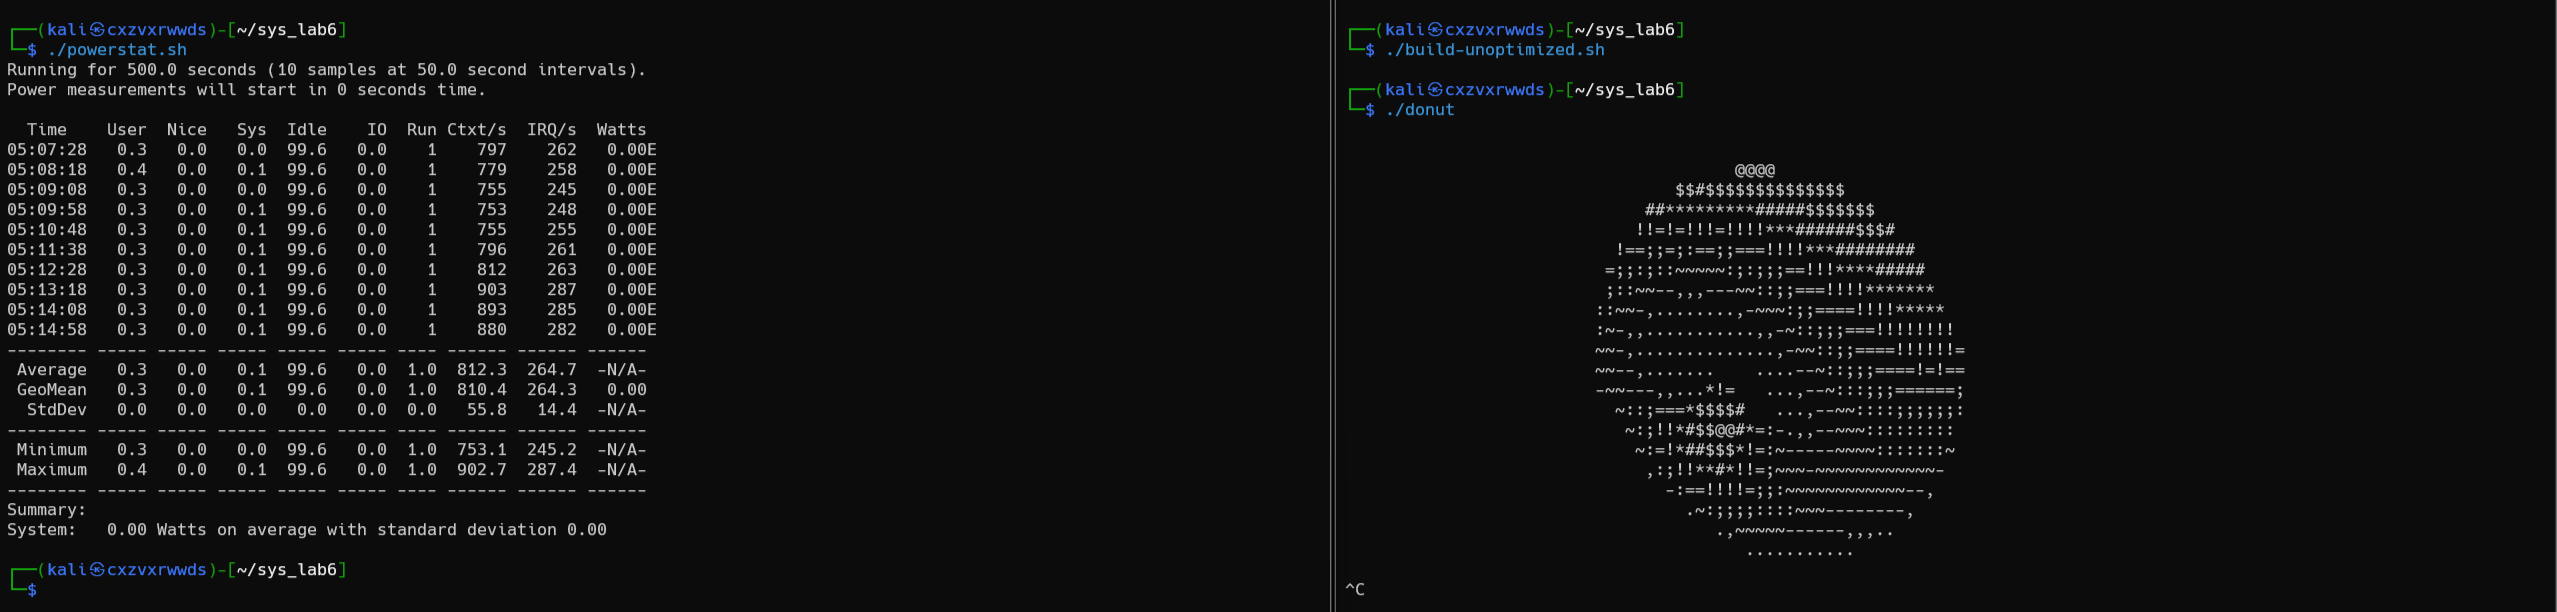 ┌──(kali㉿cxzvxrwwds)-[~/sys_lab6]
└─$ ./powerstat.sh
Running for 500.0 seconds (10 samples at 50.0 second intervals).
Power measurements will start in 0 seconds time.

  Time    User  Nice   Sys  Idle    IO  Run Ctxt/s  IRQ/s  Watts
05:07:28   0.3   0.0   0.0  99.6   0.0    1    797    262   0.00E
05:08:18   0.4   0.0   0.1  99.6   0.0    1    779    258   0.00E
05:09:08   0.3   0.0   0.0  99.6   0.0    1    755    245   0.00E
05:09:58   0.3   0.0   0.1  99.6   0.0    1    753    248   0.00E
05:10:48   0.3   0.0   0.1  99.6   0.0    1    755    255   0.00E
05:11:38   0.3   0.0   0.1  99.6   0.0    1    796    261   0.00E
05:12:28   0.3   0.0   0.1  99.6   0.0    1    812    263   0.00E
05:13:18   0.3   0.0   0.1  99.6   0.0    1    903    287   0.00E
05:14:08   0.3   0.0   0.1  99.6   0.0    1    893    285   0.00E
05:14:58   0.3   0.0   0.1  99.6   0.0    1    880    282   0.00E
-------- ----- ----- ----- ----- ----- ---- ------ ------ ------
 Average   0.3   0.0   0.1  99.6   0.0  1.0  812.3  264.7  -N/A-
 GeoMean   0.3   0.0   0.1  99.6   0.0  1.0  810.4  264.3   0.00
  StdDev   0.0   0.0   0.0   0.0   0.0  0.0   55.8   14.4  -N/A-
-------- ----- ----- ----- ----- ----- ---- ------ ------ ------
 Minimum   0.3   0.0   0.0  99.6   0.0  1.0  753.1  245.2  -N/A-
 Maximum   0.4   0.0   0.1  99.6   0.0  1.0  902.7  287.4  -N/A-
-------- ----- ----- ----- ----- ----- ---- ------ ------ ------
Summary:
System:   0.00 Watts on average with standard deviation 0.00

┌──(kali㉿cxzvxrwwds)-[~/sys_lab6]
└─$
┌──(kali㉿cxzvxrwwds)-[~/sys_lab6]
└─$ ./build-unoptimized.sh

┌──(kali㉿cxzvxrwwds)-[~/sys_lab6]
└─$ ./donut

                                       @@@@
                                 $$#$$$$$$$$$$$$$$
                              ##*********#####$$$$$$$
                             !!=!=!!!=!!!!***######$$$#
                           !==;;=;:==;;===!!!!***########
                          =;;:;::~~~~~:;:;;;==!!!****#####
                          ;::~~--,,,---~~::;;===!!!!*******
                         ::~~-,........,-~~~:;;====!!!!*****
                         :~-,,...........,,-~::;;;===!!!!!!!!
                         ~~-,..............,-~~::;;====!!!!!!=
                         ~~--,.......    ....--~::;;;====!=!==
                         -~~---,,...*!=   ...,--~:::;;;======;
                           ~::;===*$$$$#   ...,--~~::::;;;;;;:
                            ~:;!!*#$$@@#*=:-.,,--~~~:::::::::
                             ~:=!*##$$$*!=:~-----~~~~:::::::~
                              ,:;!!**#*!!=;~~~-~~~~~~~~~~~~-
                                -:==!!!!=;;:~~~~~~~~~~~~--,
                                  .~:;;;;::::~~~--------,
                                     .,~~~~~------,,,..
                                        ...........

^C